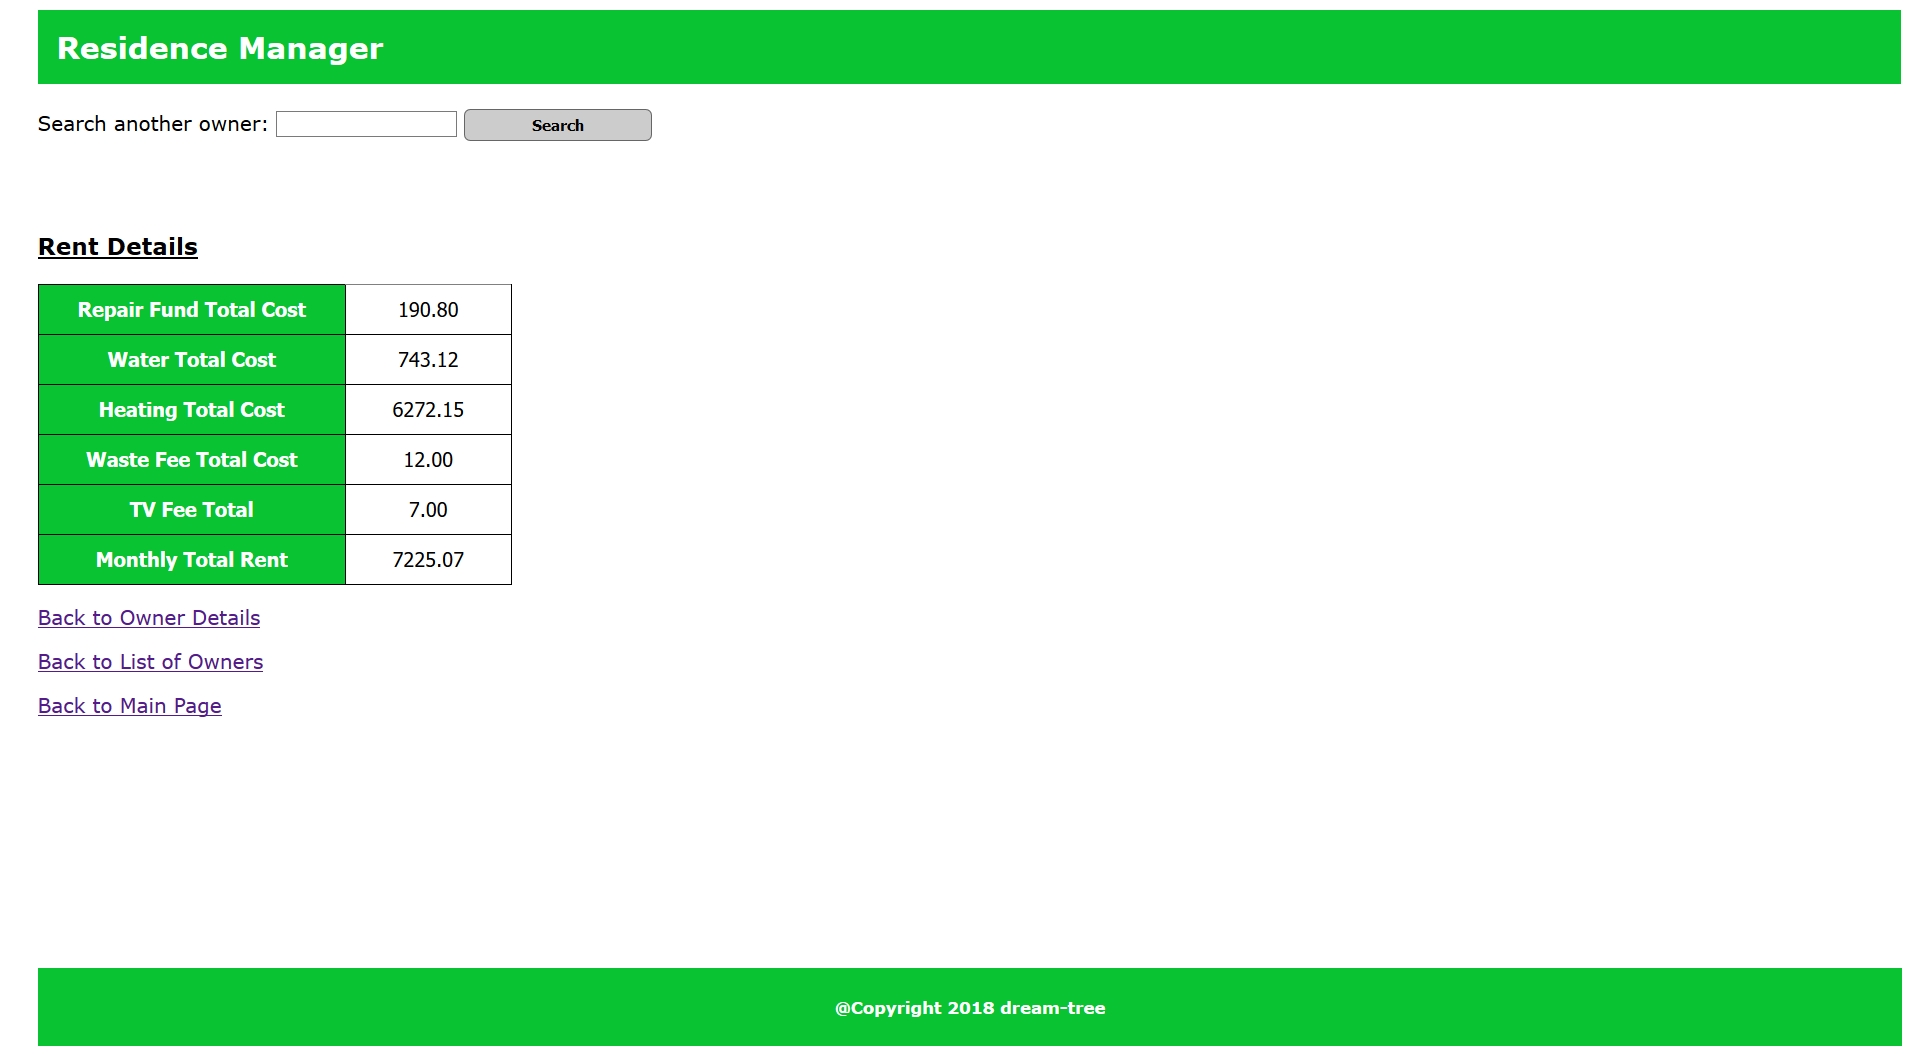 Residence Manager
Search another owner: Search
Rent Details
Repair Fund Total Cost 190.80
Water Total Cost 743.12
Heating Total Cost 6272.15
Waste Fee Total Cost 12.00
TV Fee Total 7.00
Monthly Total Rent 7225.07
Back to Owner Details
Back to List of Owners
Back to Main Page
@Copyright 2018 dream-tree